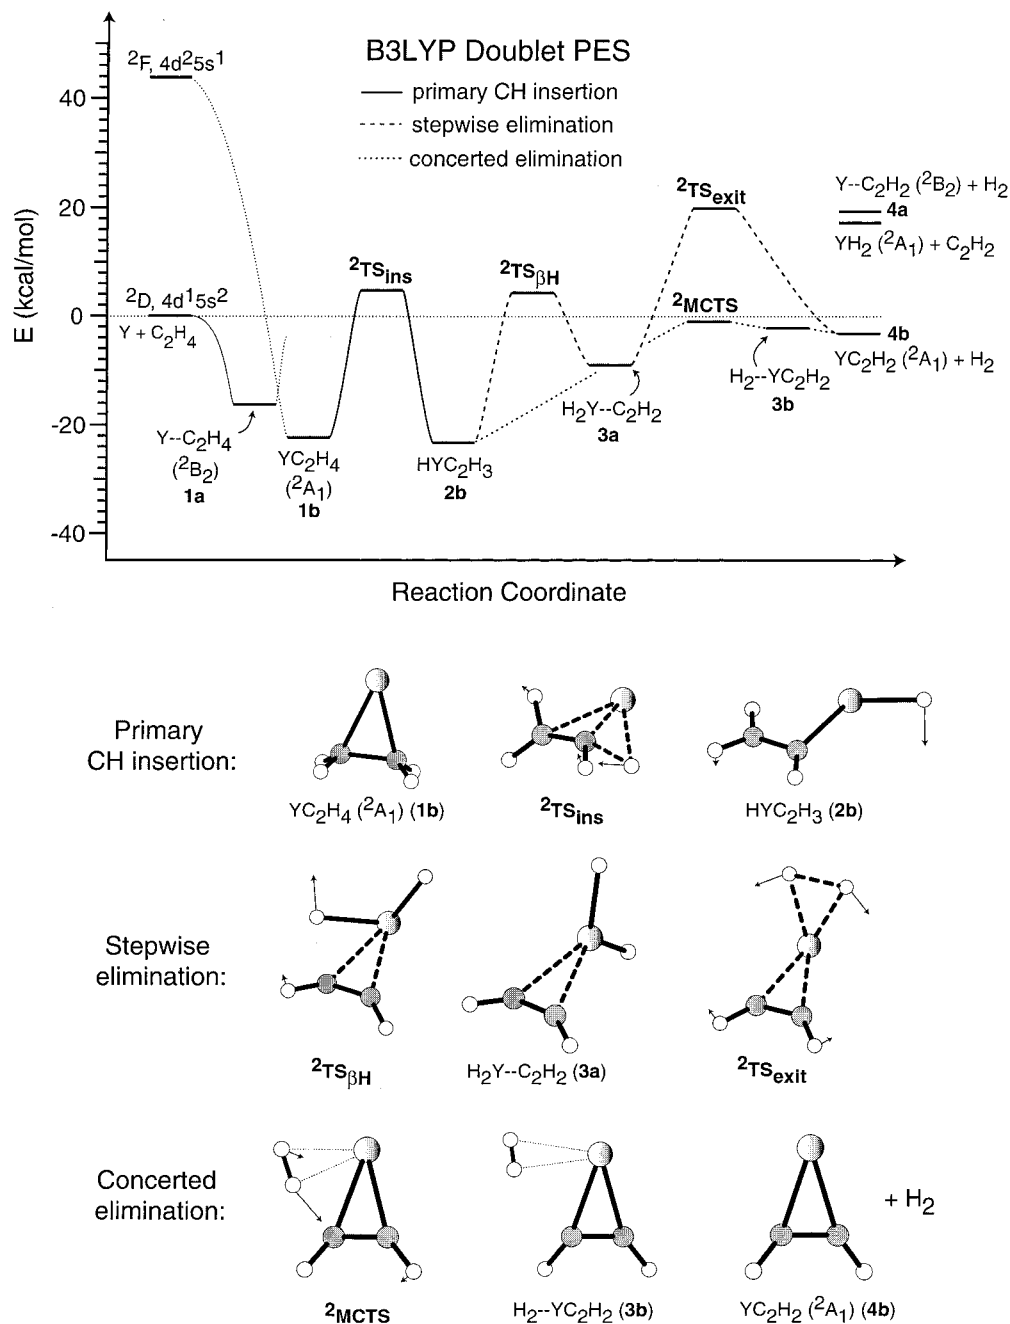 B3LYP Doublet PES
primary CH insertion
stepwise elimination
concerted elimination
E (kcal/mol)
40
20
0
-20
-40
²F, 4d²5s¹
²D, 4d¹5s²
Y + C₂H₄
Y--C₂H₄
(²B₂)
1a
YC₂H₄
(²A₁)
1b
²TS_ins
HYC₂H₃
2b
²TS_βH
H₂Y--C₂H₂
3a
²TS_exit
²MCTS
H₂--YC₂H₂
3b
Y--C₂H₂ (²B₂) + H₂
4a
YH₂ (²A₁) + C₂H₂
4b
YC₂H₂ (²A₁) + H₂
Reaction Coordinate
Primary
CH insertion:
YC₂H₄ (²A₁) (1b)
²TS_ins
HYC₂H₃ (2b)
Stepwise
elimination:
²TS_βH
H₂Y--C₂H₂ (3a)
²TS_exit
Concerted
elimination:
+ H₂
²MCTS
H₂--YC₂H₂ (3b)
YC₂H₂ (²A₁) (4b)